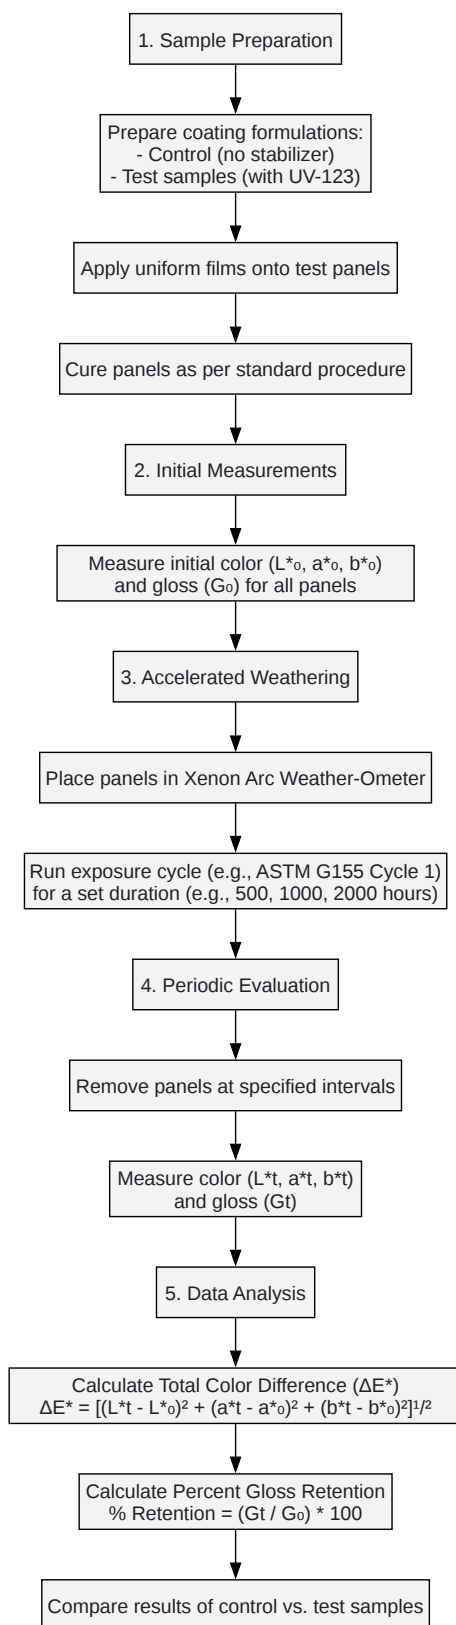 1. Sample Preparation
Prepare coating formulations:
- Control (no stabilizer)
- Test samples (with UV-123)
Apply uniform films onto test panels
Cure panels as per standard procedure
2. Initial Measurements
Measure initial color (L*₀, a*₀, b*₀)
and gloss (G₀) for all panels
3. Accelerated Weathering
Place panels in Xenon Arc Weather-Ometer
Run exposure cycle (e.g., ASTM G155 Cycle 1)
for a set duration (e.g., 500, 1000, 2000 hours)
4. Periodic Evaluation
Remove panels at specified intervals
Measure color (L*t, a*t, b*t)
and gloss (Gt)
5. Data Analysis
Calculate Total Color Difference (ΔE*)
ΔE* = [(L*t - L*₀)² + (a*t - a*₀)² + (b*t - b*₀)²]¹/²
Calculate Percent Gloss Retention
% Retention = (Gt / G₀) * 100
Compare results of control vs. test samples